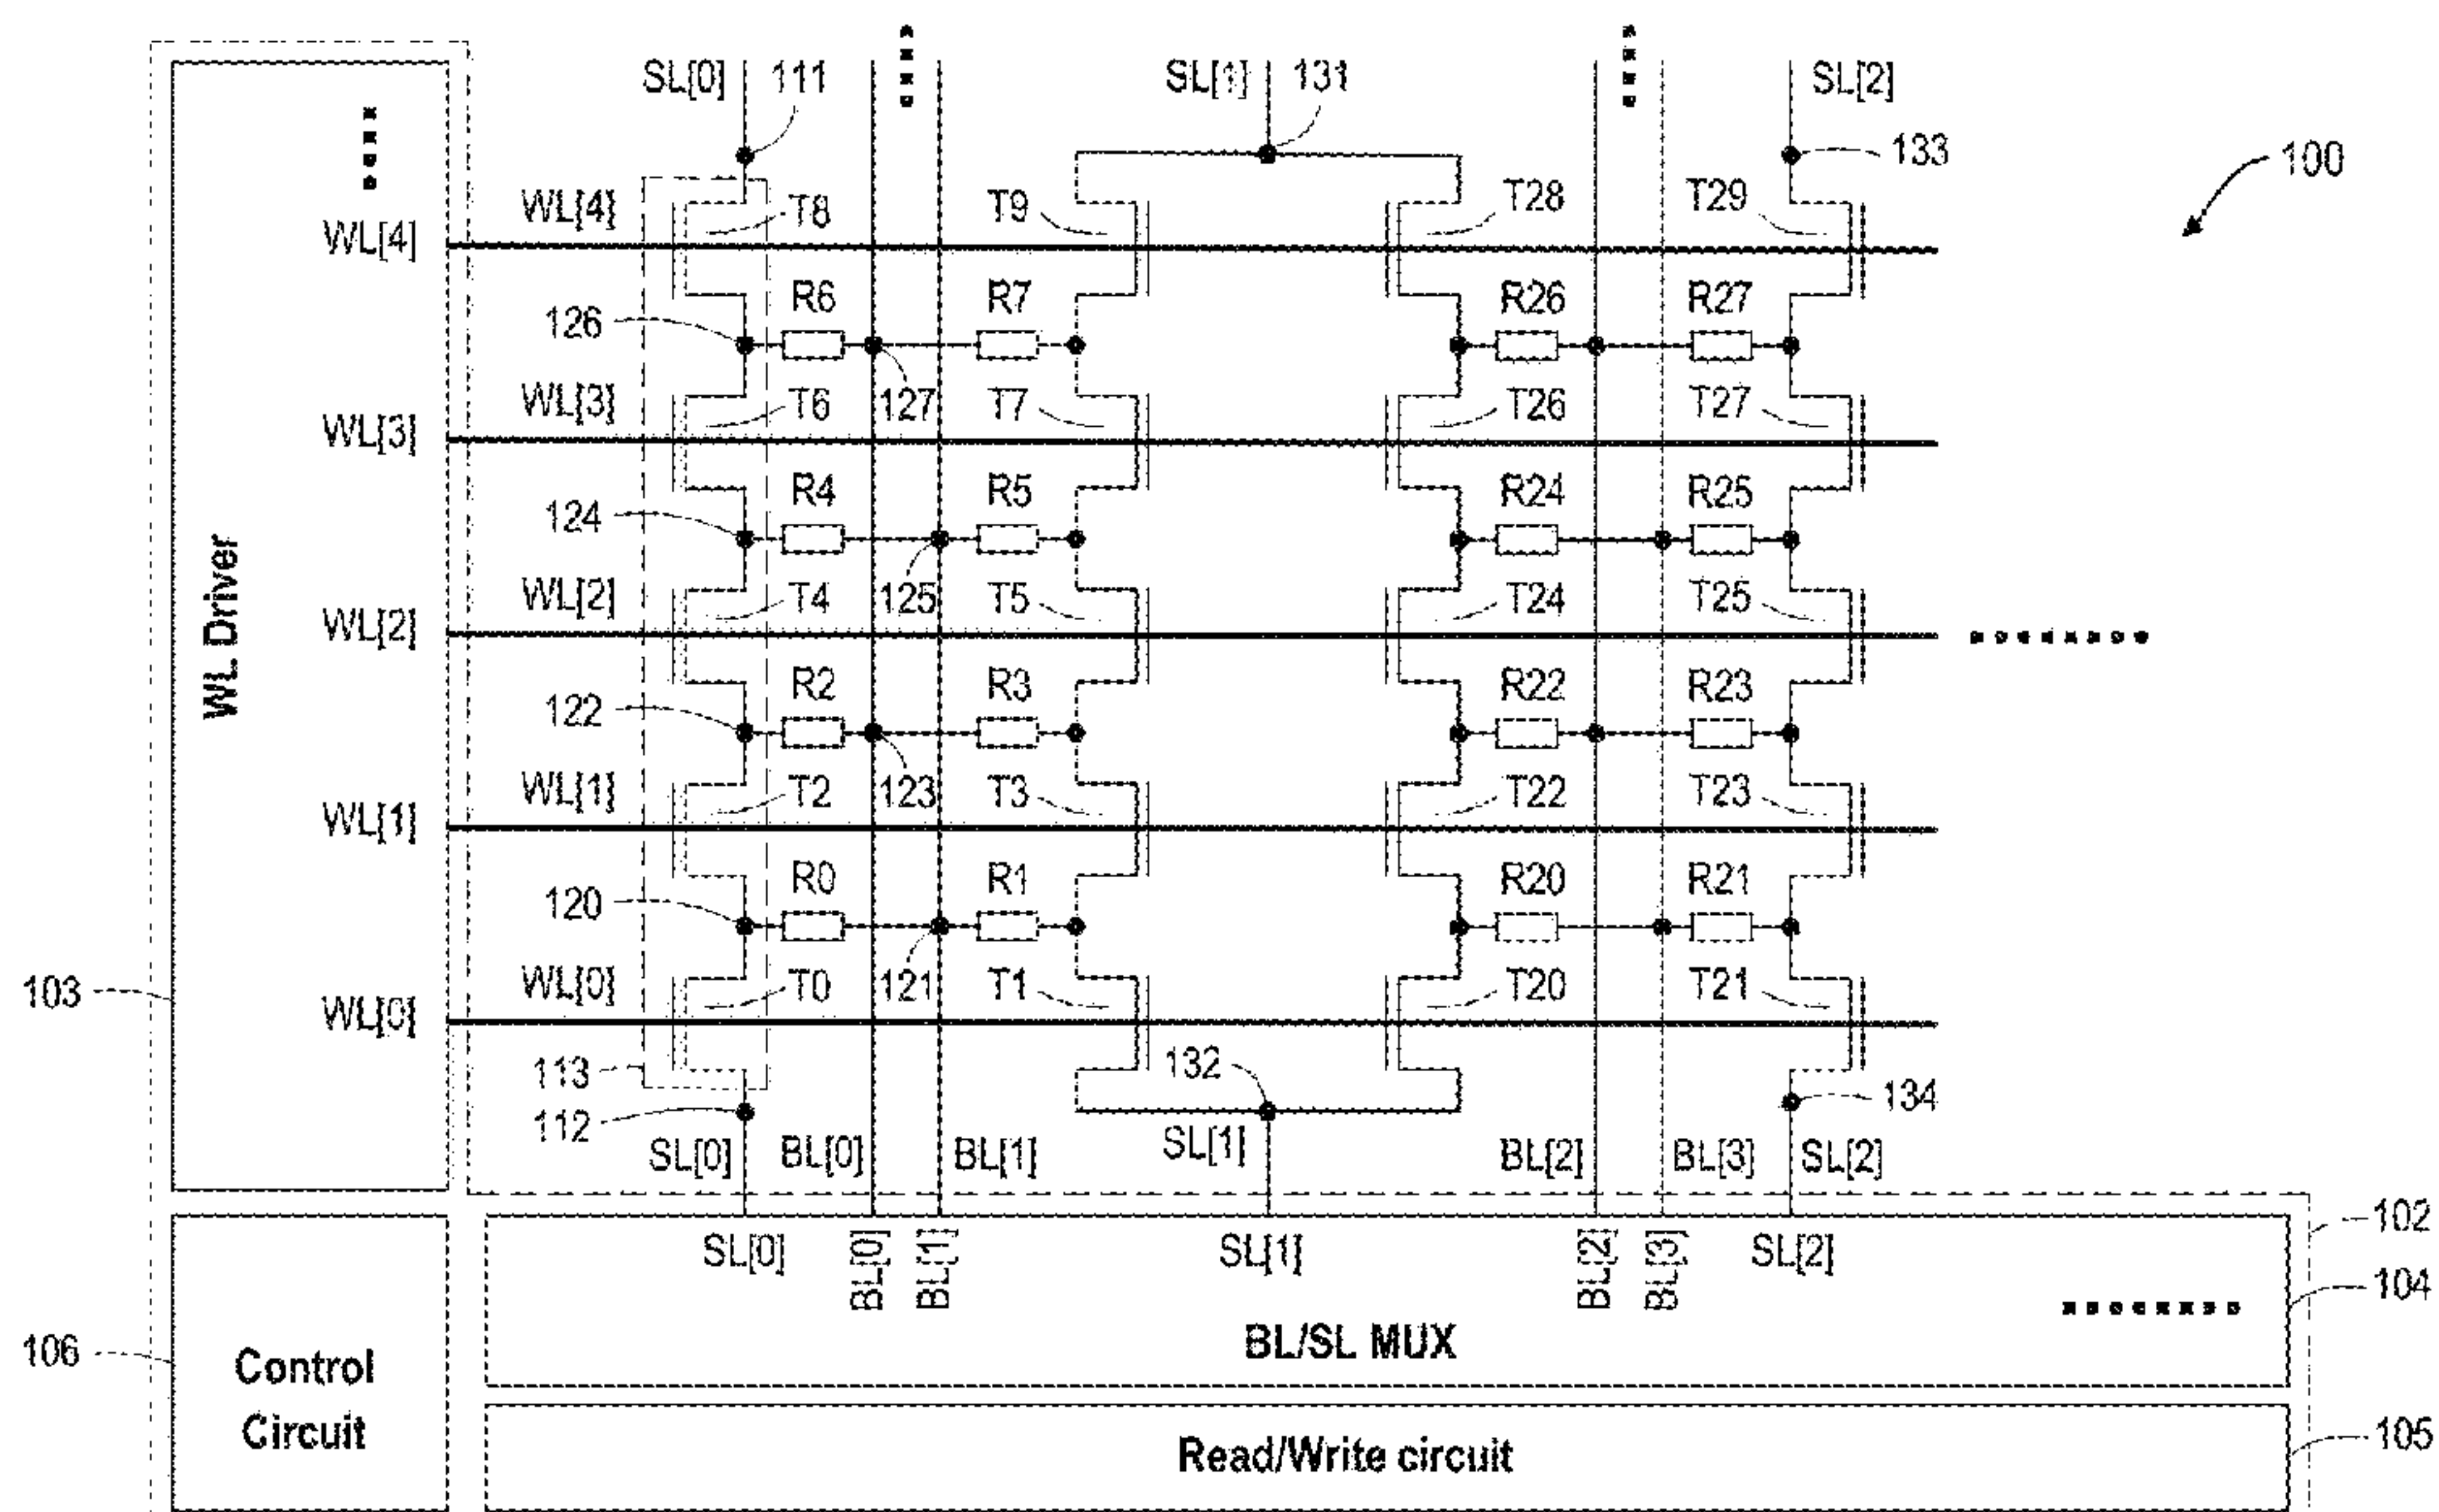 SL[0] 111 SL[1] 131 SL[2]
133
100
WL[4] T8 T9 T28 T29
WL[4]
R6 R7 R26 R27
126
WL[3] T6 127 T7 T26 T27
WL[3]
R4 R5 R24 R25
124
WL[2] T4 125 T5 T24 T25
WL[2]
WL Driver
R2 R3 R22 R23
122
WL[1] T2 123 T3 T22 T23
WL[1]
R0 R1 R20 R21
120
103
WL[0] T0 121 T1 T20 T21
WL[0]
113 132
112 134
SL[0] BL[0] BL[1] SL[1] BL[2] BL[3] SL[2]
102
SL[0] BL[0] BL[1] SL[1] BL[2] BL[3] SL[2]
104
BL/SL MUX
106
Control
Circuit
Read/Write circuit
105